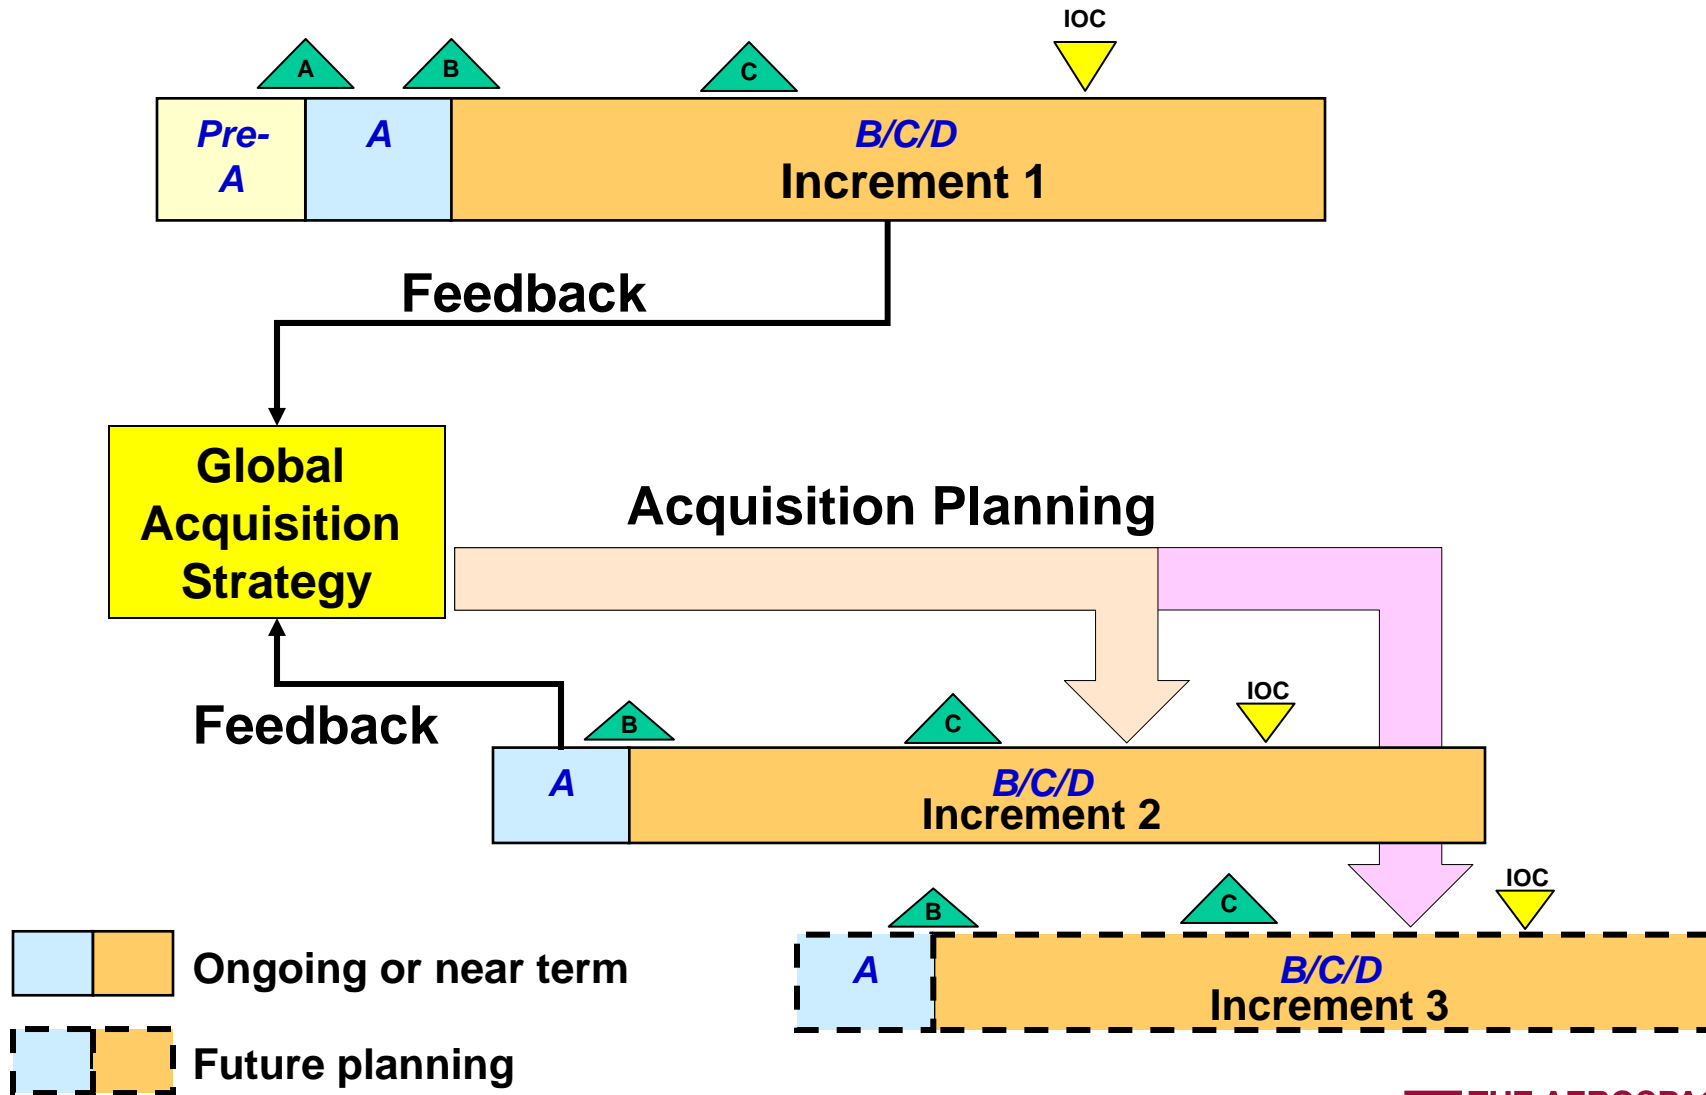 IOC
A
B
C
Pre-
A
A
B/C/D
Increment 1
Feedback
Global
Acquisition
Strategy
Acquisition Planning
Feedback
B
C
IOC
A
B/C/D
Increment 2
B
C
IOC
A
B/C/D
Increment 3
Ongoing or near term
Future planning